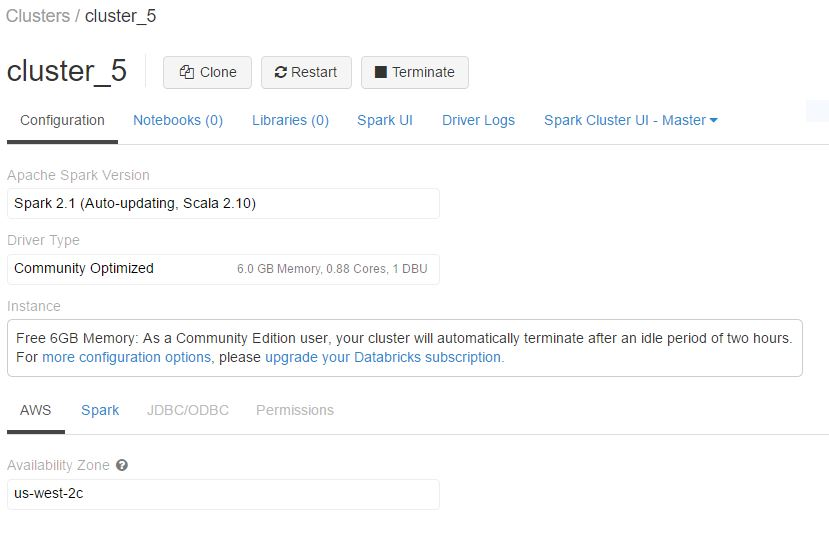 Clusters / cluster_5
cluster_5 Clone Restart Terminate
Configuration Notebooks (0) Libraries (0) Spark UI Driver Logs Spark Cluster UI - Master
Apache Spark Version
Spark 2.1 (Auto-updating, Scala 2.10)
Driver Type
Community Optimized 6.0 GB Memory, 0.88 Cores, 1 DBU
Instance
Free 6GB Memory: As a Community Edition user, your cluster will automatically terminate after an idle period of two hours.
For more configuration options, please upgrade your Databricks subscription.
AWS Spark JDBC/ODBC Permissions
Availability Zone ?
us-west-2c